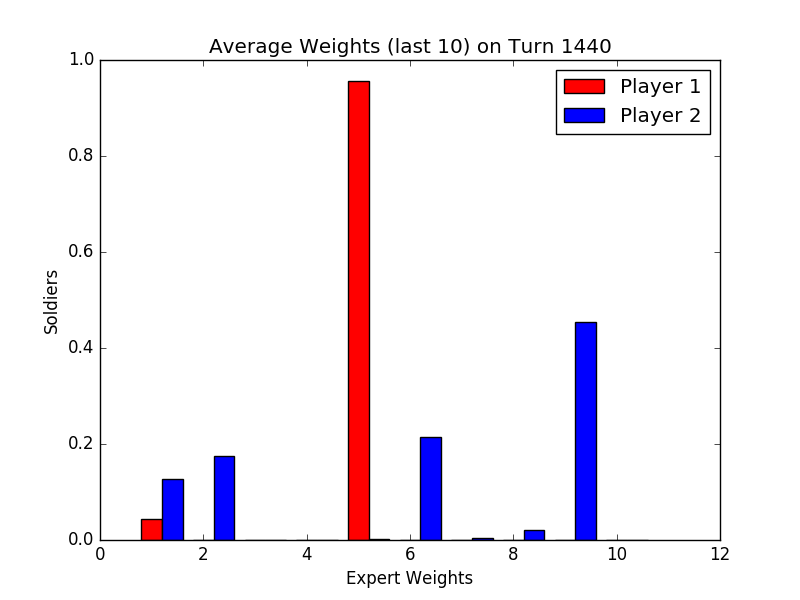 Average Weights (last 10) on Turn 1440
1.0
Player 1
Player 2
0.8
0.6
Soldiers
0.4
0.2
0.0
0 2 4 6 8 10 12
Expert Weights